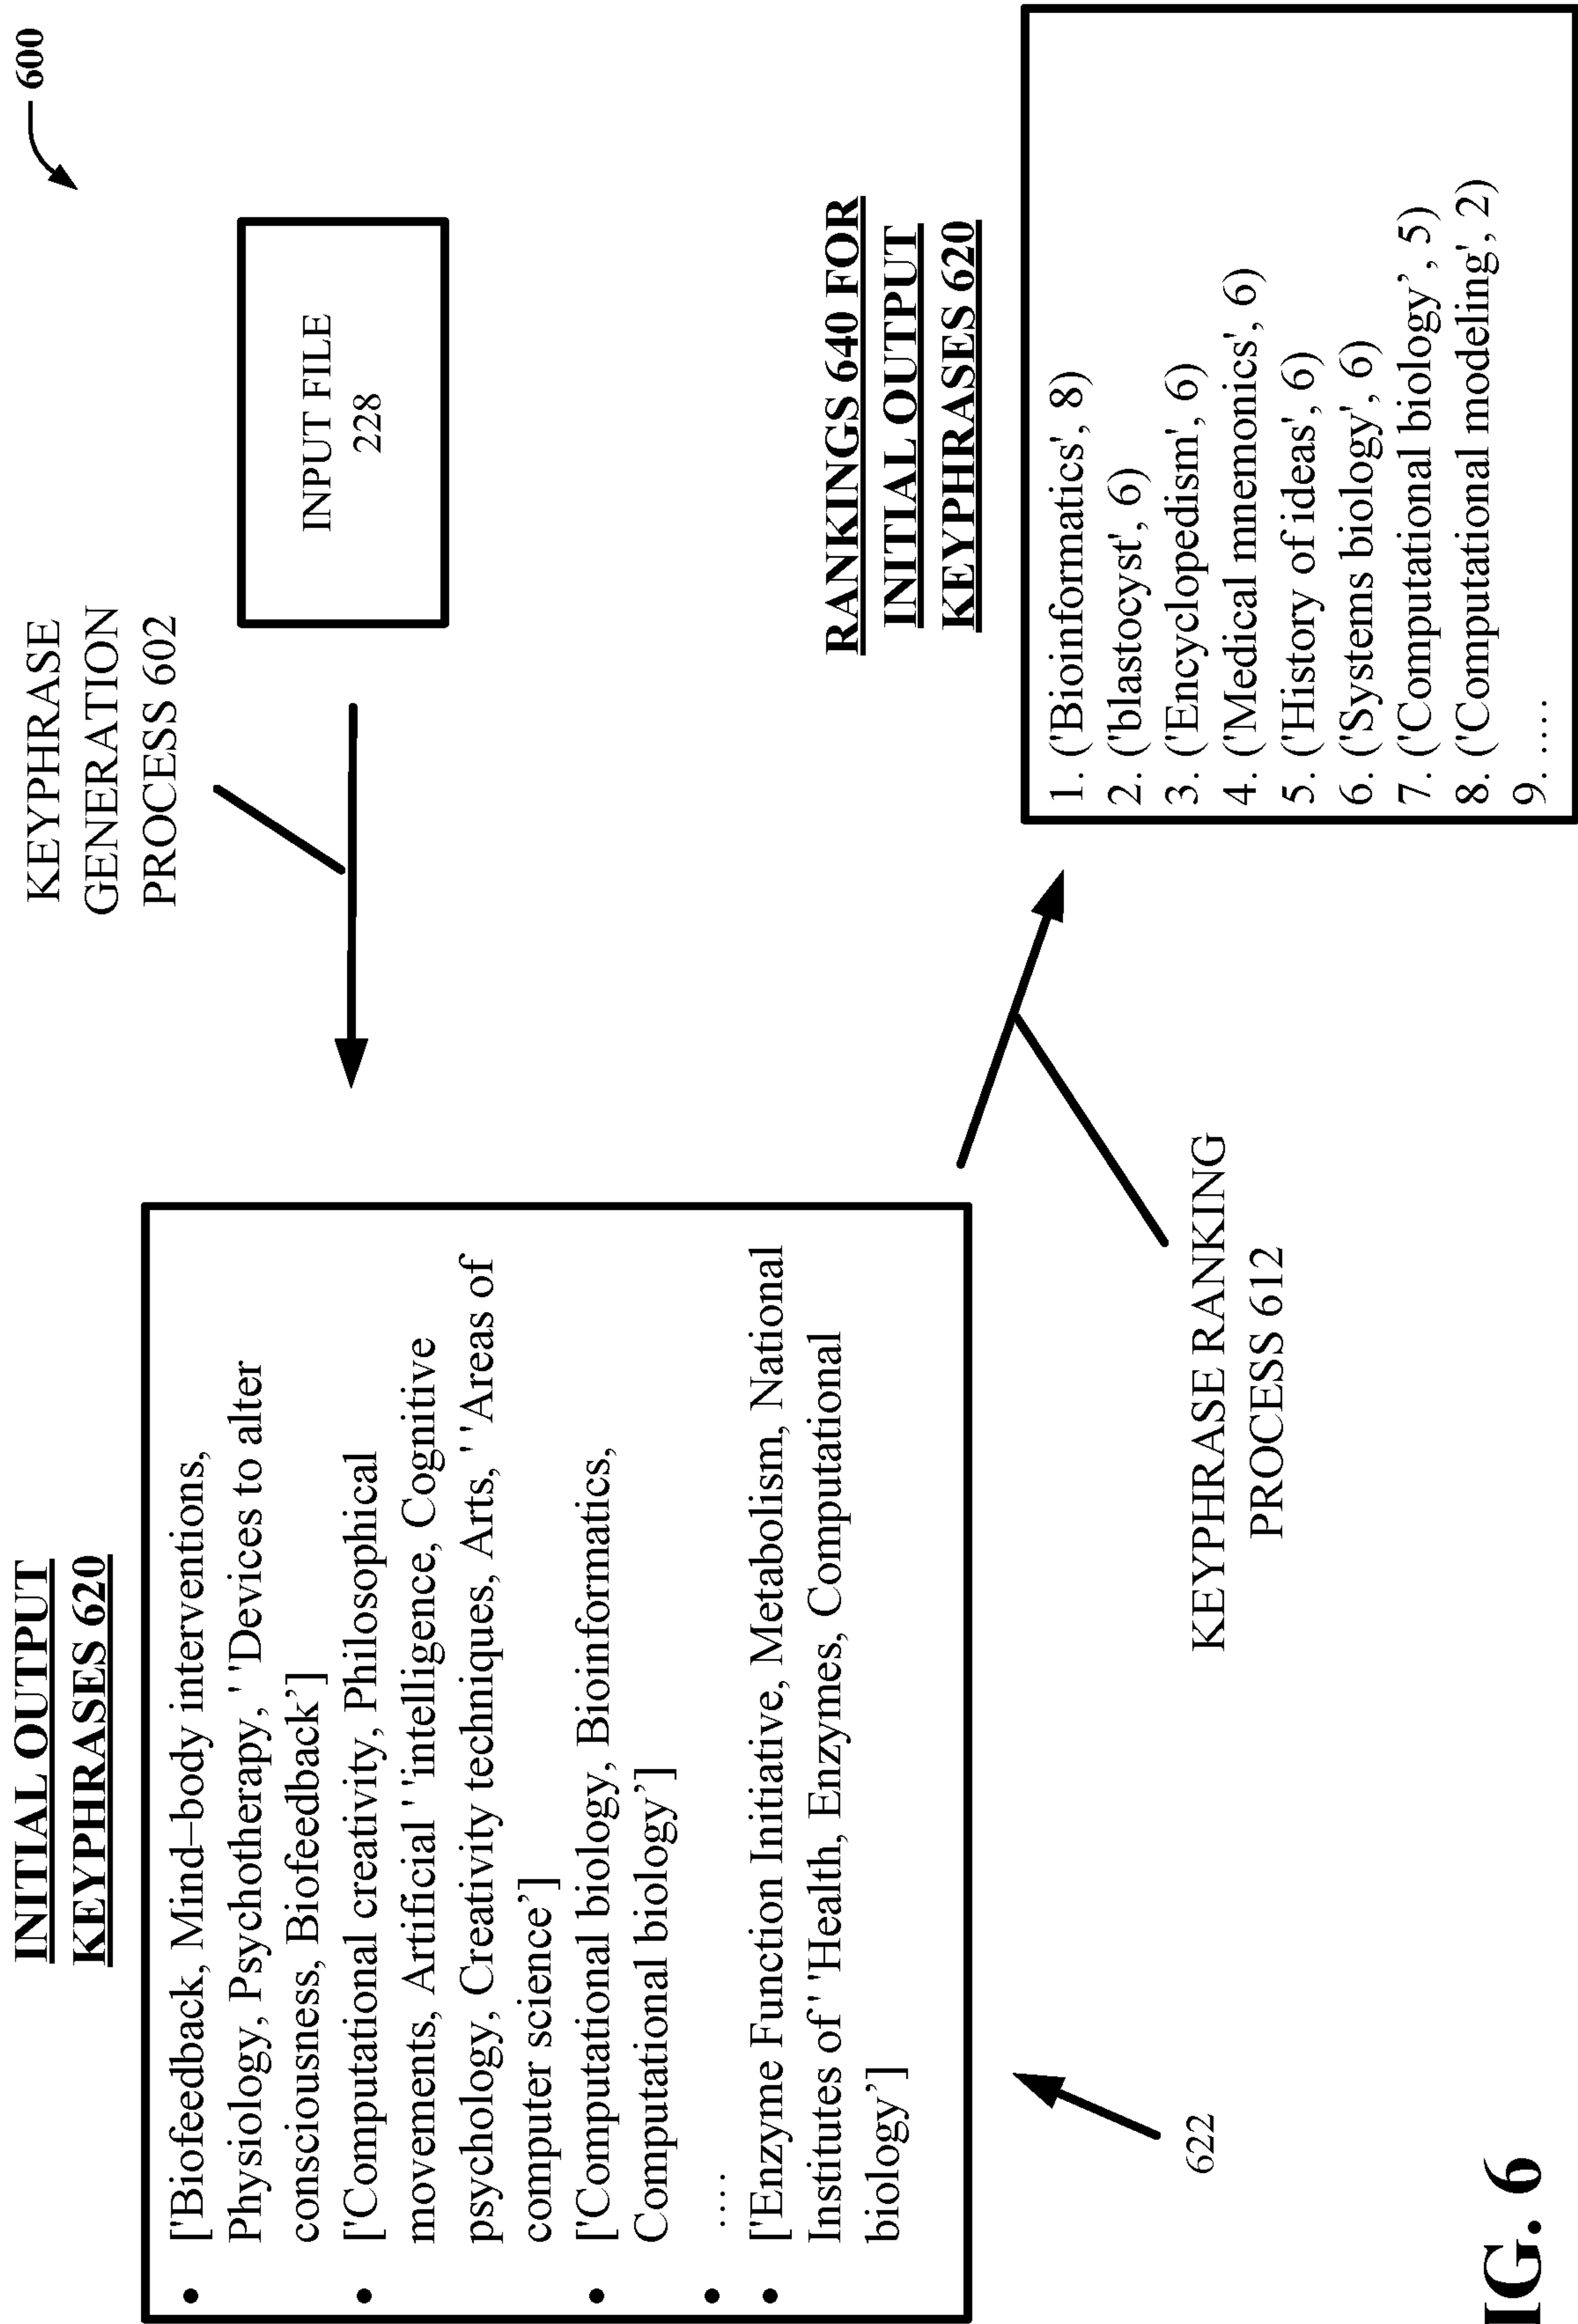 600
KEYPHRASE
GENERATION
PROCESS 602
INPUT FILE
228
INITIAL OUTPUT
KEYPHRASES 620
• ['Biofeedback, Mind–body interventions,
Physiology, Psychotherapy, ' 'Devices to alter
consciousness, Biofeedback’]
• ['Computational creativity, Philosophical
movements, Artificial ' 'intelligence, Cognitive
psychology, Creativity techniques, Arts, ' 'Areas of
computer science’]
• ['Computational biology, Bioinformatics,
Computational biology’]
• ….
• ['Enzyme Function Initiative, Metabolism, National
Institutes of ' 'Health, Enzymes, Computational
biology’]
622
KEYPHRASE RANKING
PROCESS 612
RANKINGS 640 FOR
INITIAL OUTPUT
KEYPHRASES 620
1. ('Bioinformatics', 8)
2. ('blastocyst', 6)
3. ('Encyclopedism', 6)
4. ('Medical mnemonics', 6)
5. ('History of ideas', 6)
6. ('Systems biology', 6)
7. ('Computational biology’, 5)
8. ('Computational modeling', 2)
9. ….
IG. 6